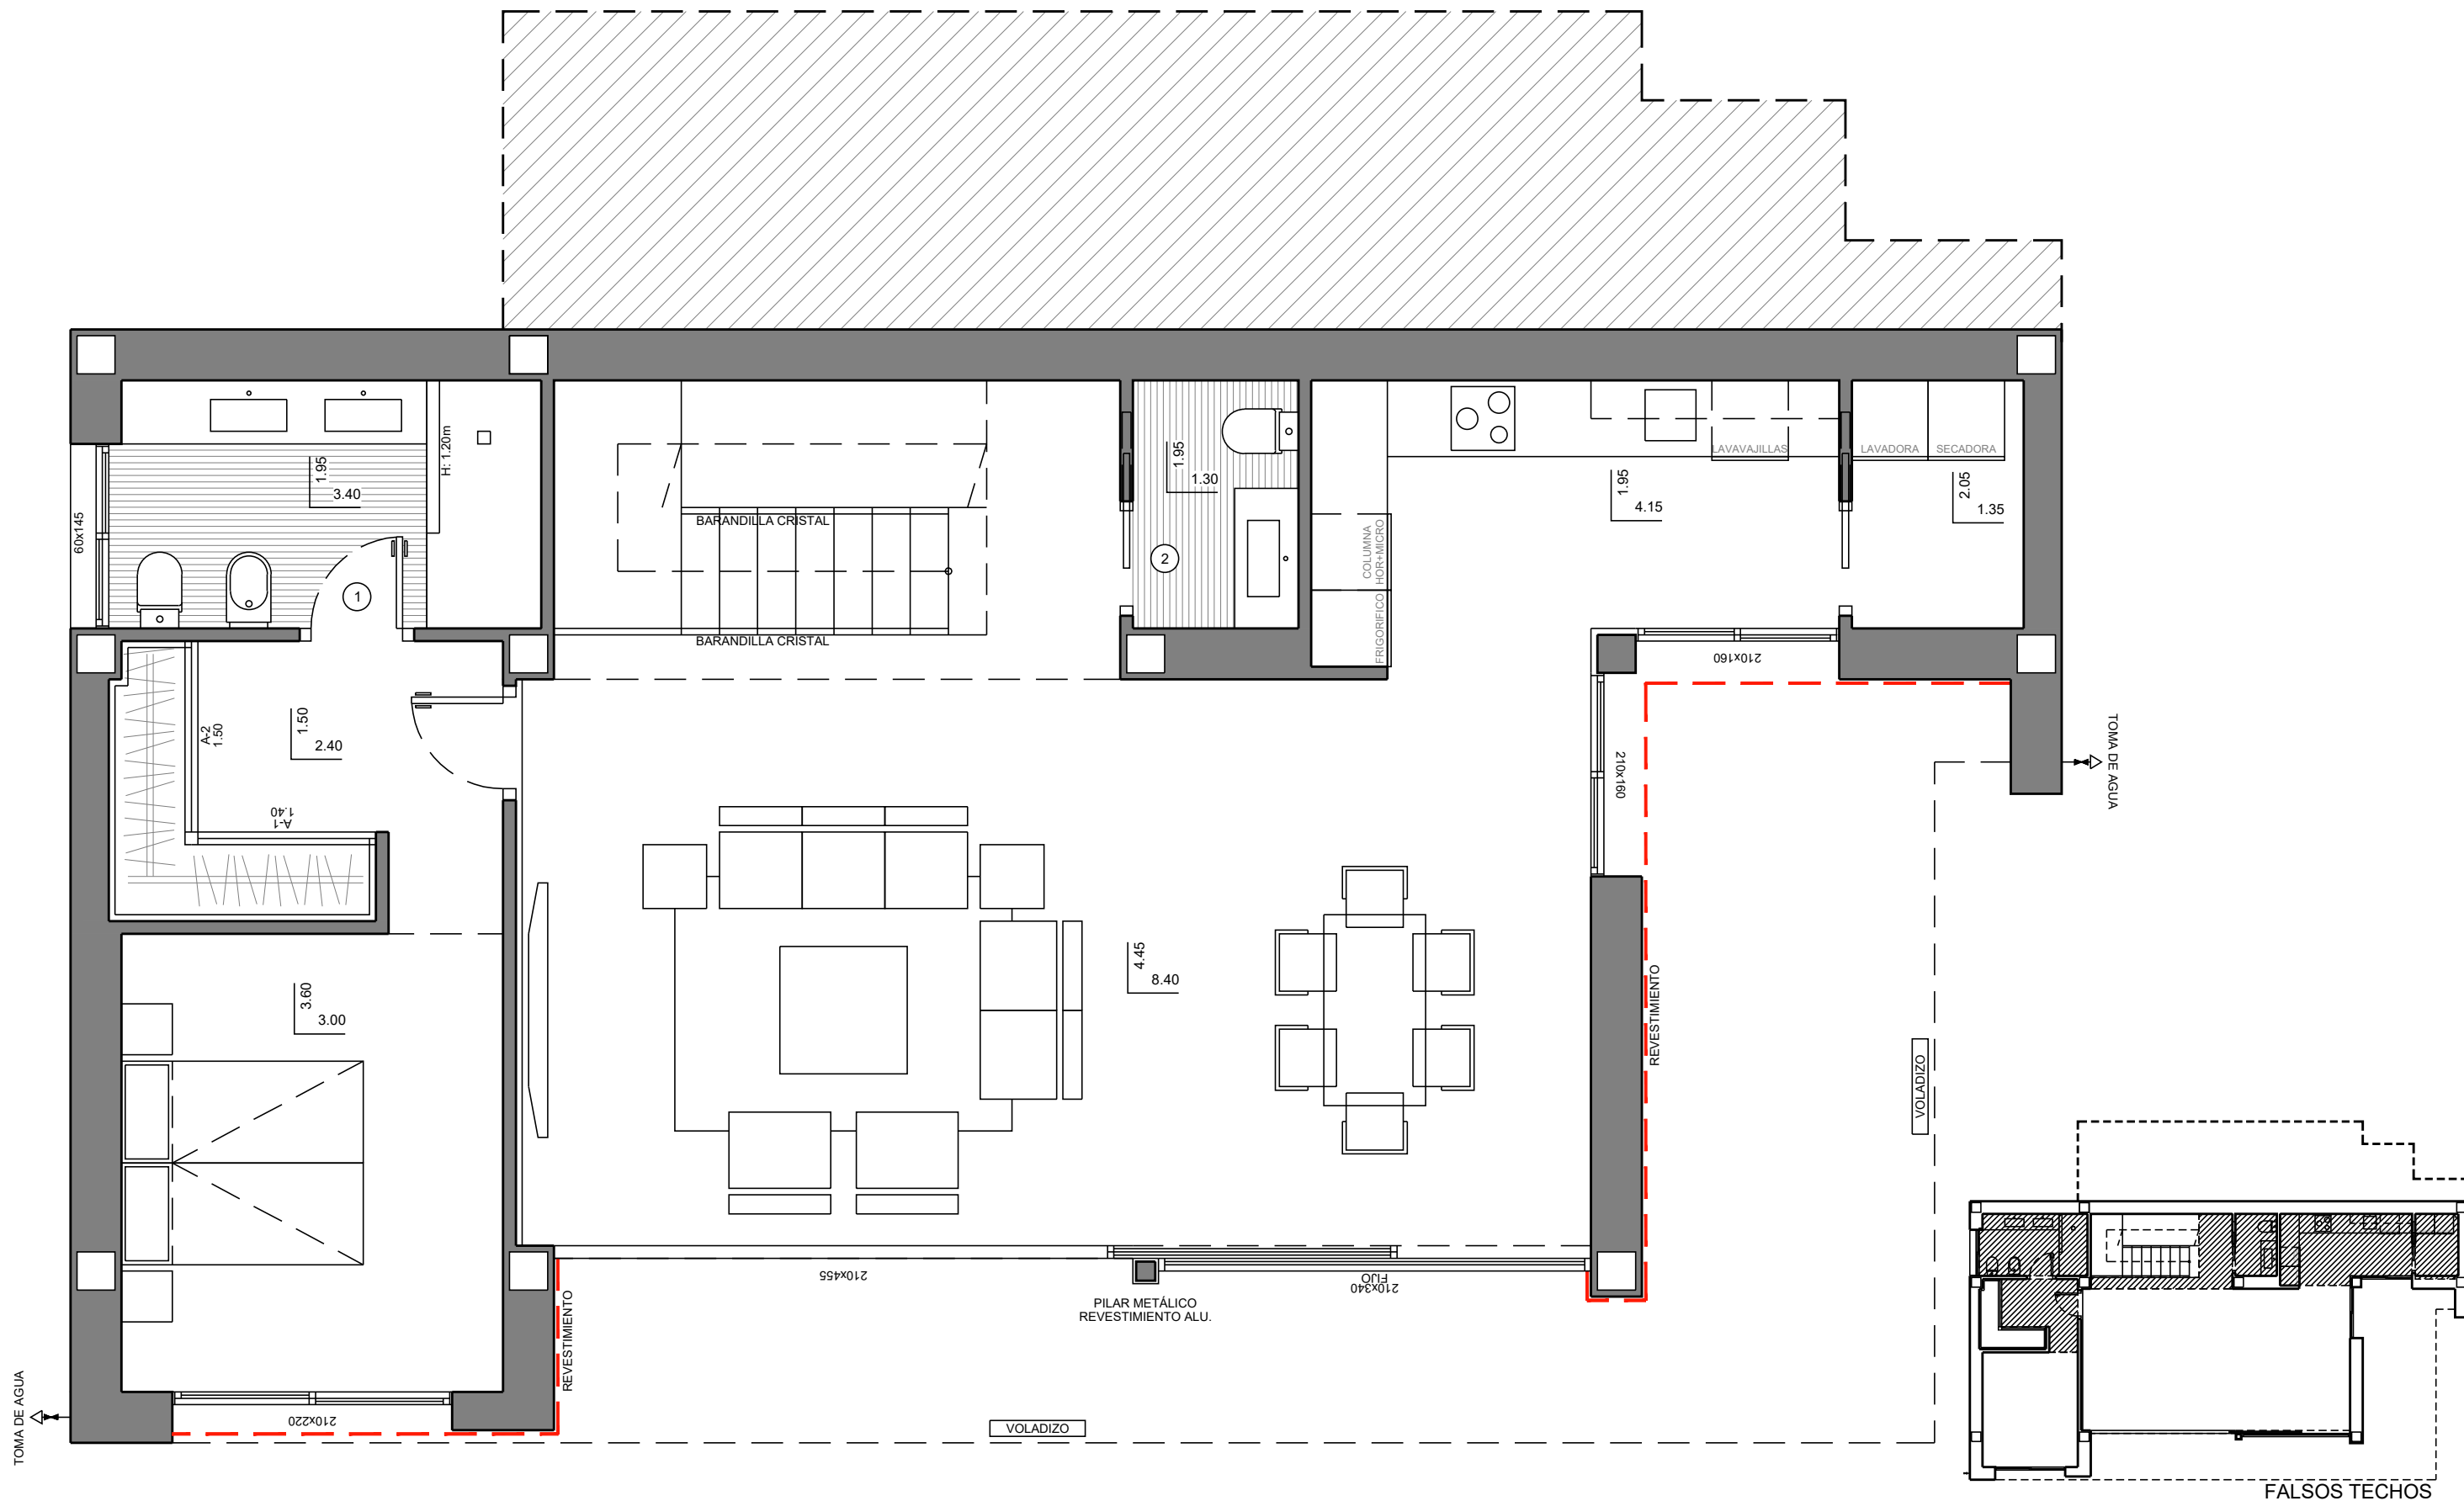 60x145
1.95
3.40
H: 1.20m
1
BARANDILLA CRISTAL
BARANDILLA CRISTAL
1.95
1.30
2
COLUMNA
HOR+MICRO
FRIGORIFICO
LAVAVAJILLAS
1.95
4.15
LAVADORA
SECADORA
2.05
1.35
210x160
210x160
TOMA DE AGUA
A-2
1.50
1.50
2.40
A-1
1.40
3.60
3.00
4.45
8.40
REVESTIMIENTO
VOLADIZO
210x455
210x340
FIJO
PILAR METÁLICO
REVESTIMIENTO ALU.
REVESTIMIENTO
210x220
TOMA DE AGUA
VOLADIZO
FALSOS TECHOS